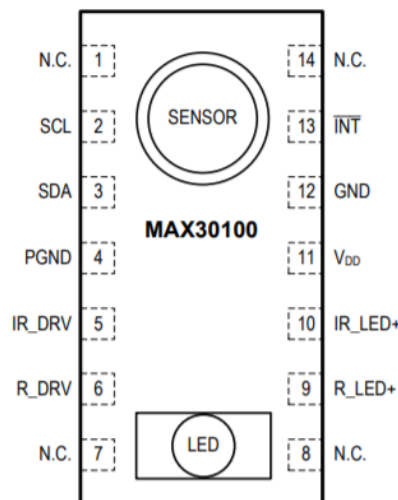 N.C. 1 14 N.C.
SENSOR
SCL 2 13 I̅N̅T̅
SDA 3 12 GND
MAX30100
PGND 4 11 VDD
IR_DRV 5 10 IR_LED+
R_DRV 6 9 R_LED+
LED
N.C. 7 8 N.C.